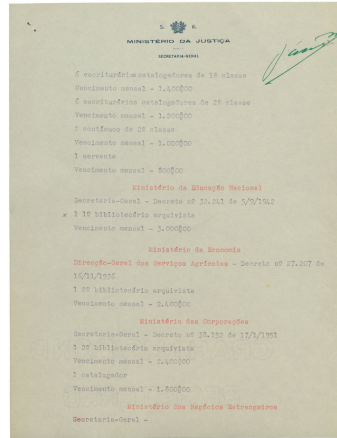 S. R.
MINISTÉRIO DA JUSTIÇA
SECRETARIA-GERAL
6 escriturários catalogadores de 1ª classe
Vencimento mensal - 1.400$00
6 escriturários catalogadores de 2ª classe
Vencimento mensal - 1.200$00
2 contínuos de 2ª classe
Vencimento mensal - 1.000$00
1 servente
Vencimento mensal - 800$00
Ministério da Educação Nacional
Secretaria-Geral - Decreto nº 32.241 de 5/9/1942
1 1º bibliotecário arquivista
Vencimento mensal - 3.000$00
Ministério da Economia
Direcção-Geral dos Serviços Agrícolas - Decreto nº 27.207 de
16/11/1936
1 2º bibliotecário arquivista
Vencimento mensal - 2.400$00
Ministério das Corporações
Secretaria-Geral - Decreto nº 38.152 de 17/1/1951
1 2º bibliotecário arquivista
Vencimento mensal - 2.400$00
1 catalogador
Vencimento mensal - 1.600$00
Ministério dos Negócios Estrangeiros
Secretaria-Geral -